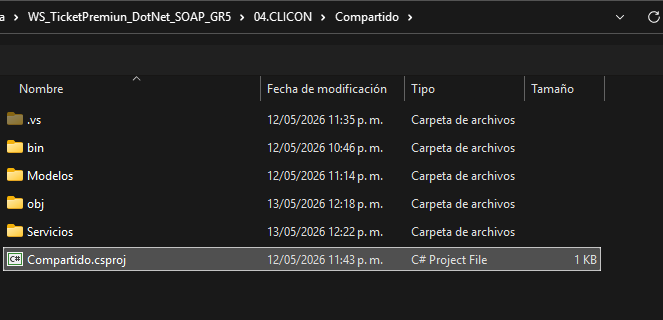 a > WS_TicketPremiun_DotNet_SOAP_GR5 > 04.CLICON > Compartido >
Nombre Fecha de modificación Tipo Tamaño
.vs 12/05/2026 11:35 p. m. Carpeta de archivos
bin 12/05/2026 10:46 p. m. Carpeta de archivos
Modelos 12/05/2026 11:14 p. m. Carpeta de archivos
obj 13/05/2026 12:18 p. m. Carpeta de archivos
Servicios 13/05/2026 12:22 p. m. Carpeta de archivos
C# Compartido.csproj 12/05/2026 11:43 p. m. C# Project File 1 KB